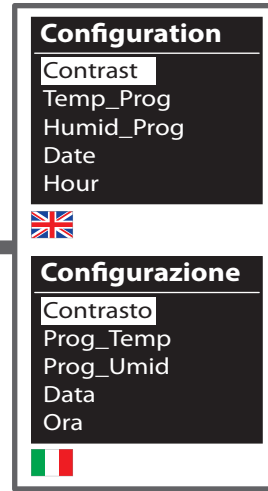 Configuration
Contrast
Temp_Prog
Humid_Prog
Date
Hour
Configurazione
Contrasto
Prog_Temp
Prog_Umid
Data
Ora